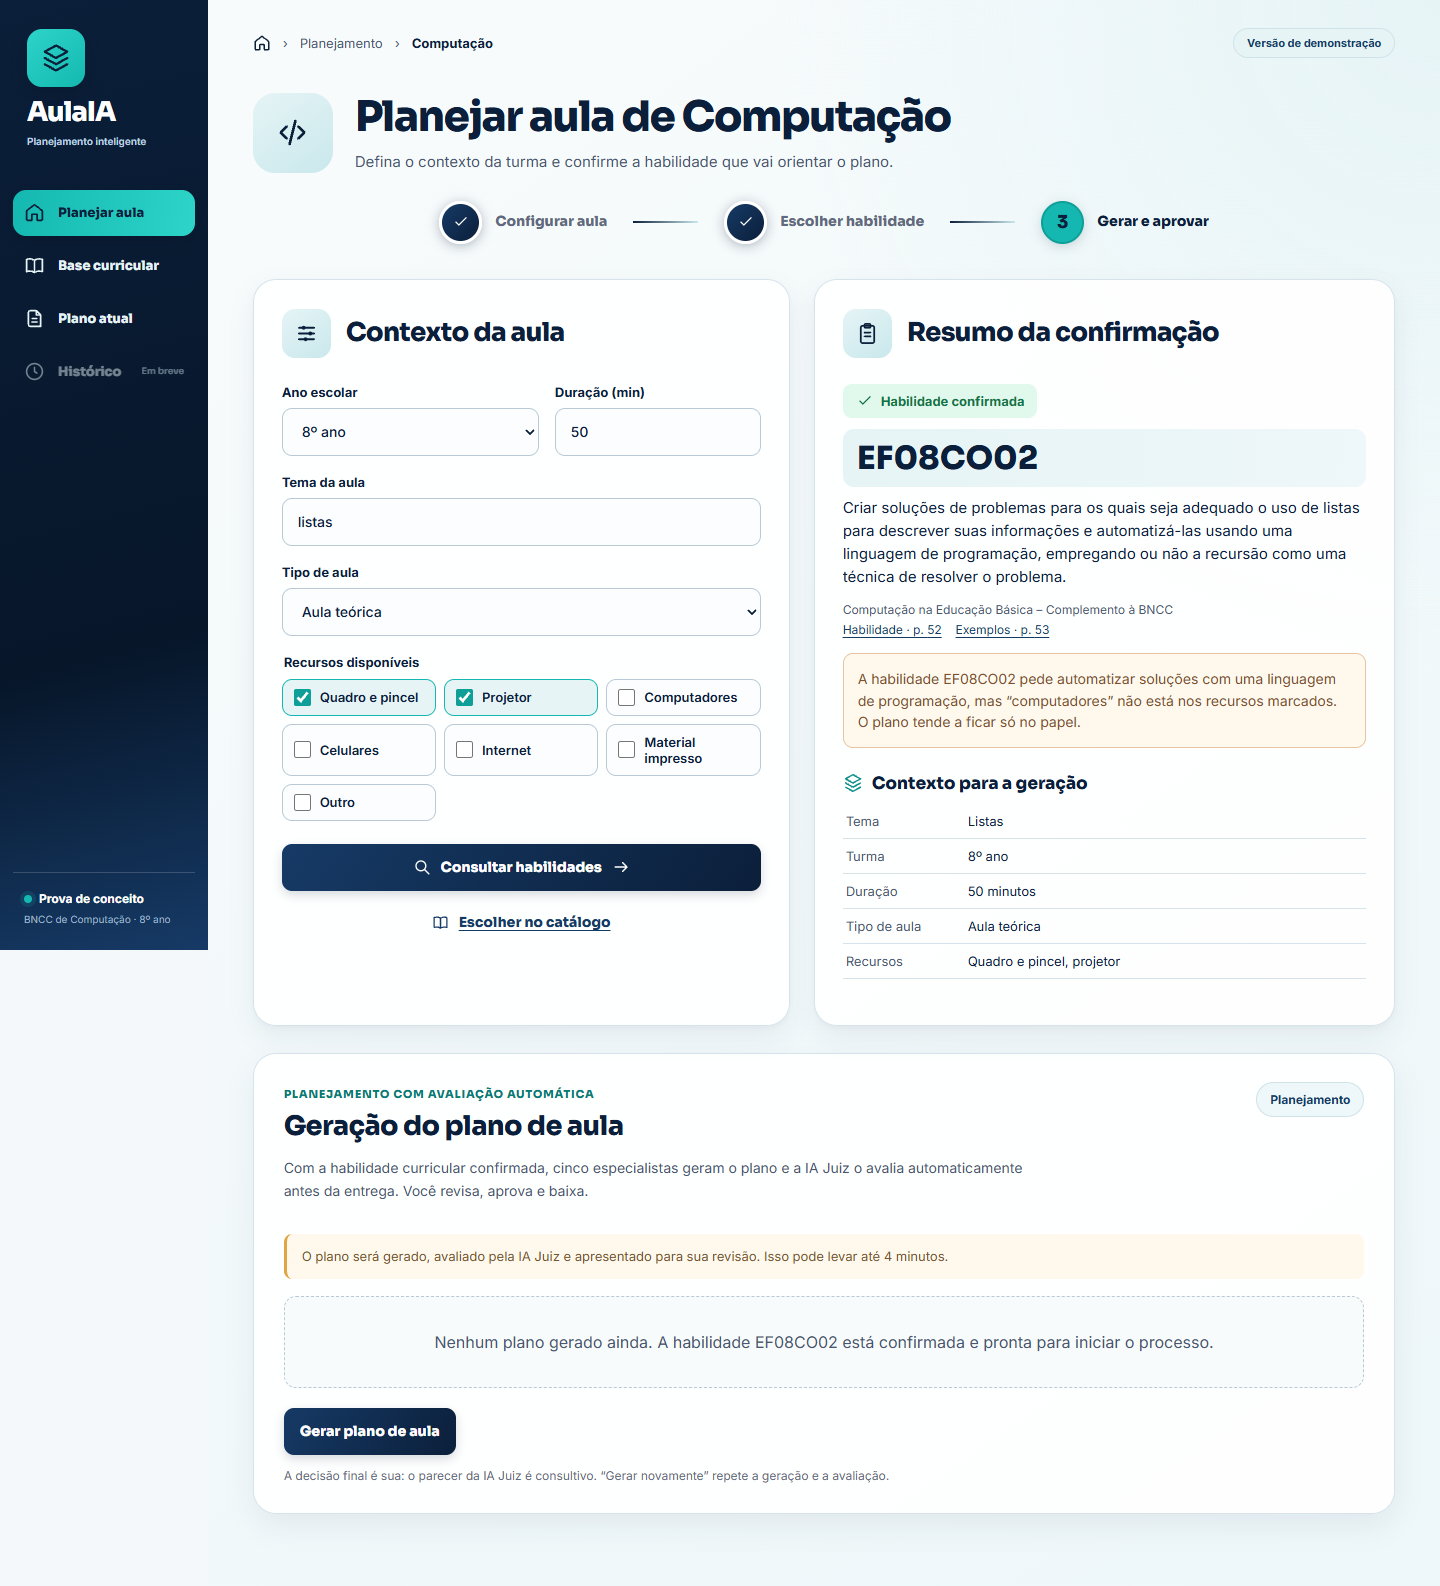 AulaIA
Planejamento inteligente
Planejar aula
Base curricular
Plano atual
Histórico Em breve
Prova de conceito
BNCC de Computação · 8º ano
› Planejamento › Computação
Versão de demonstração
Planejar aula de Computação
Defina o contexto da turma e confirme a habilidade que vai orientar o plano.
Configurar aula
Escolher habilidade
3 Gerar e aprovar
Contexto da aula
Ano escolar
8º ano
Duração (min)
50
Tema da aula
listas
Tipo de aula
Aula teórica
Recursos disponíveis
Quadro e pincel
Projetor
Computadores
Celulares
Internet
Material
impresso
Outro
Consultar habilidades →
Escolher no catálogo
Resumo da confirmação
Habilidade confirmada
EF08CO02
Criar soluções de problemas para os quais seja adequado o uso de listas
para descrever suas informações e automatizá-las usando uma
linguagem de programação, empregando ou não a recursão como uma
técnica de resolver o problema.
Computação na Educação Básica – Complemento à BNCC
Habilidade · p. 52 Exemplos · p. 53
A habilidade EF08CO02 pede automatizar soluções com uma linguagem
de programação, mas “computadores” não está nos recursos marcados.
O plano tende a ficar só no papel.
Contexto para a geração
Tema Listas
Turma 8º ano
Duração 50 minutos
Tipo de aula Aula teórica
Recursos Quadro e pincel, projetor
PLANEJAMENTO COM AVALIAÇÃO AUTOMÁTICA
Planejamento
Geração do plano de aula
Com a habilidade curricular confirmada, cinco especialistas geram o plano e a IA Juiz o avalia automaticamente
antes da entrega. Você revisa, aprova e baixa.
O plano será gerado, avaliado pela IA Juiz e apresentado para sua revisão. Isso pode levar até 4 minutos.
Nenhum plano gerado ainda. A habilidade EF08CO02 está confirmada e pronta para iniciar o processo.
Gerar plano de aula
A decisão final é sua: o parecer da IA Juiz é consultivo. “Gerar novamente” repete a geração e a avaliação.